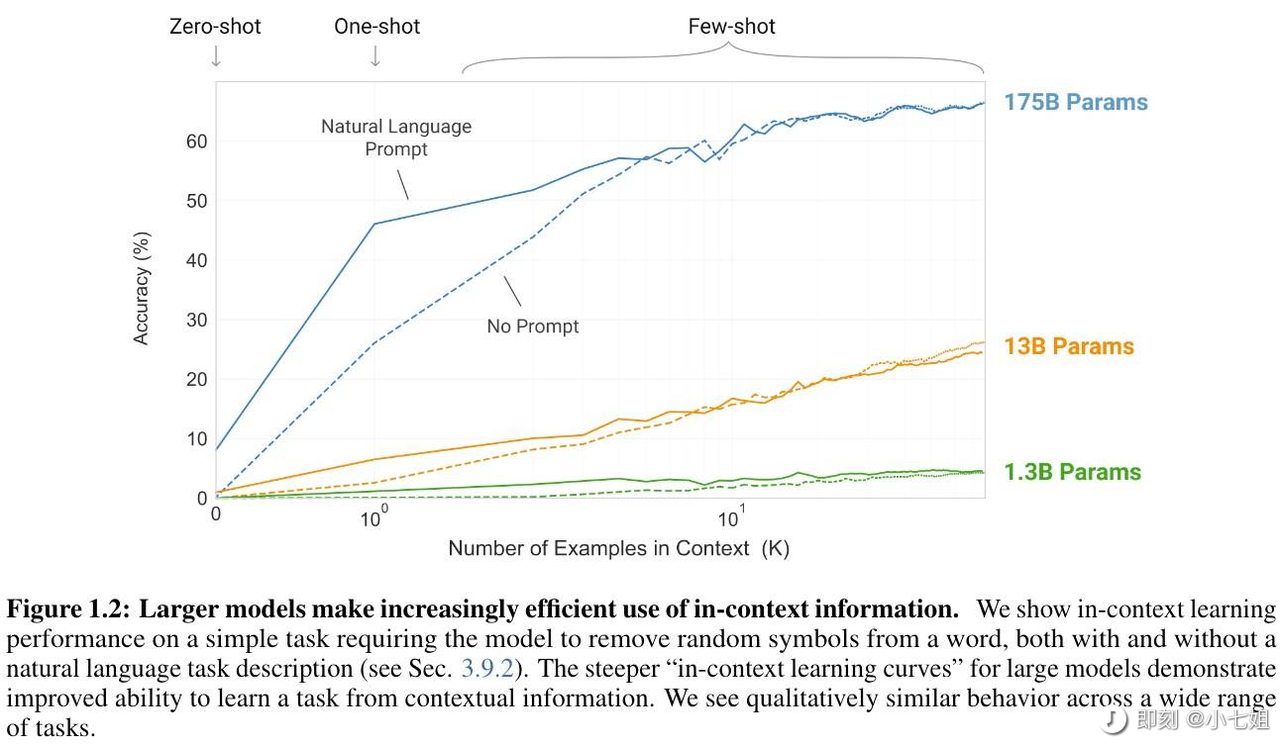 Zero-shot One-shot Few-shot
175B Params
Natural Language
Prompt
No Prompt
13B Params
1.3B Params
Accuracy (%)
60
50
40
30
20
10
0
0 10⁰ 10¹
Number of Examples in Context (K)
Figure 1.2: Larger models make increasingly efficient use of in-context information. We show in-context learning
performance on a simple task requiring the model to remove random symbols from a word, both with and without a
natural language task description (see Sec. 3.9.2). The steeper “in-context learning curves” for large models demonstrate
improved ability to learn a task from contextual information. We see qualitatively similar behavior across a wide range
of tasks.
即刻 @小七姐